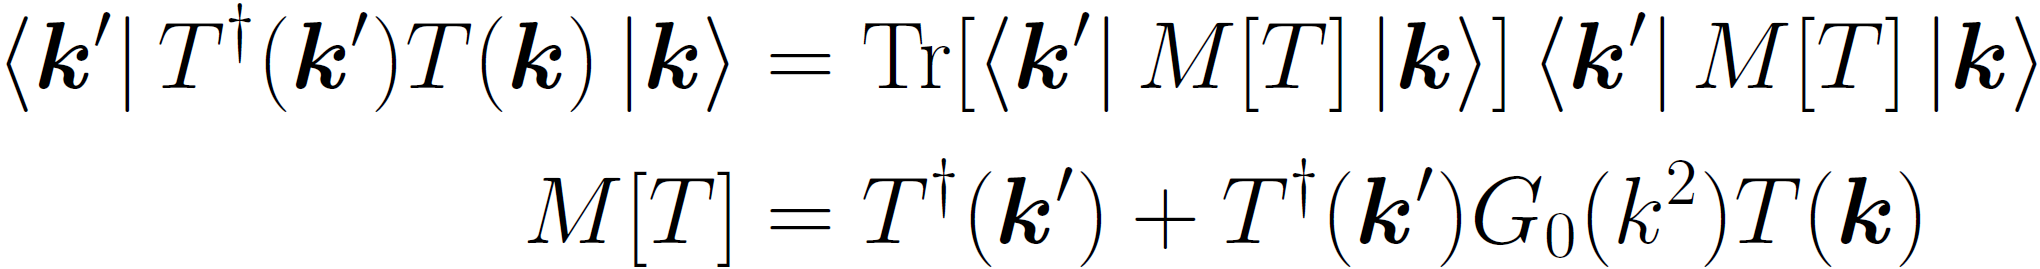 ⟨𝒌′| T†(𝒌′)T(𝒌) |𝒌⟩ = Tr[⟨𝒌′| M[T] |𝒌⟩] ⟨𝒌′| M[T] |𝒌⟩
M[T] = T†(𝒌′) + T†(𝒌′)G₀(k²)T(𝒌)